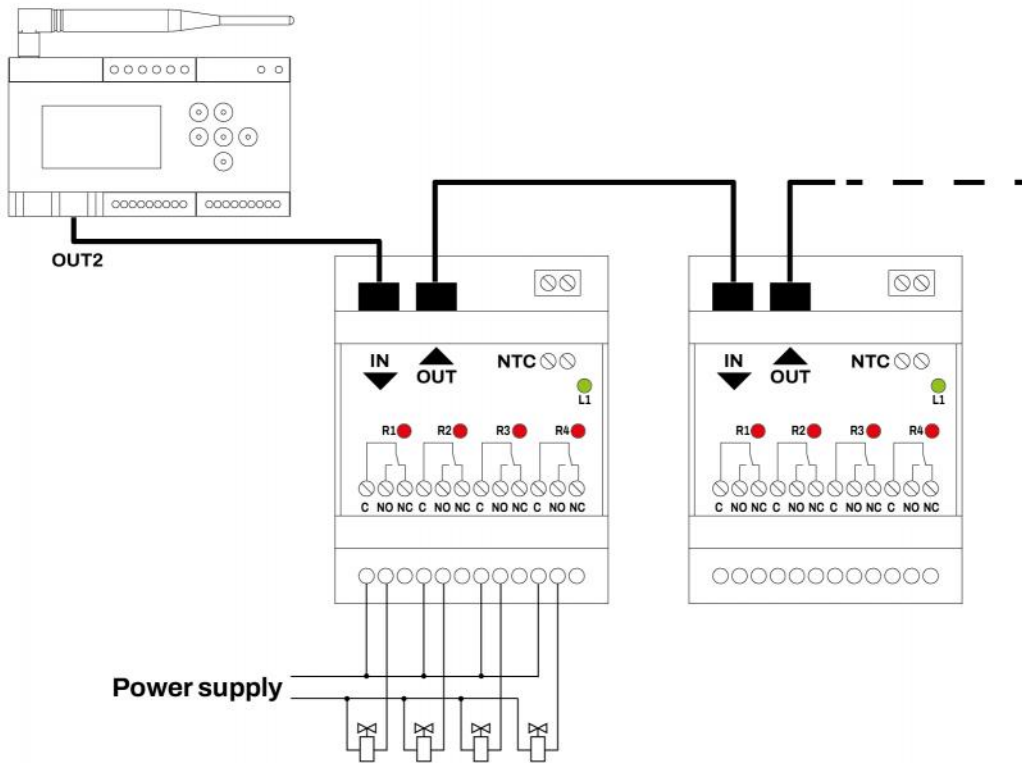 OUT2
IN OUT NTC
L1
R1 R2 R3 R4
C NO NC C NO NC C NO NC C NO NC
IN OUT NTC
L1
R1 R2 R3 R4
C NO NC C NO NC C NO NC C NO NC
Power supply